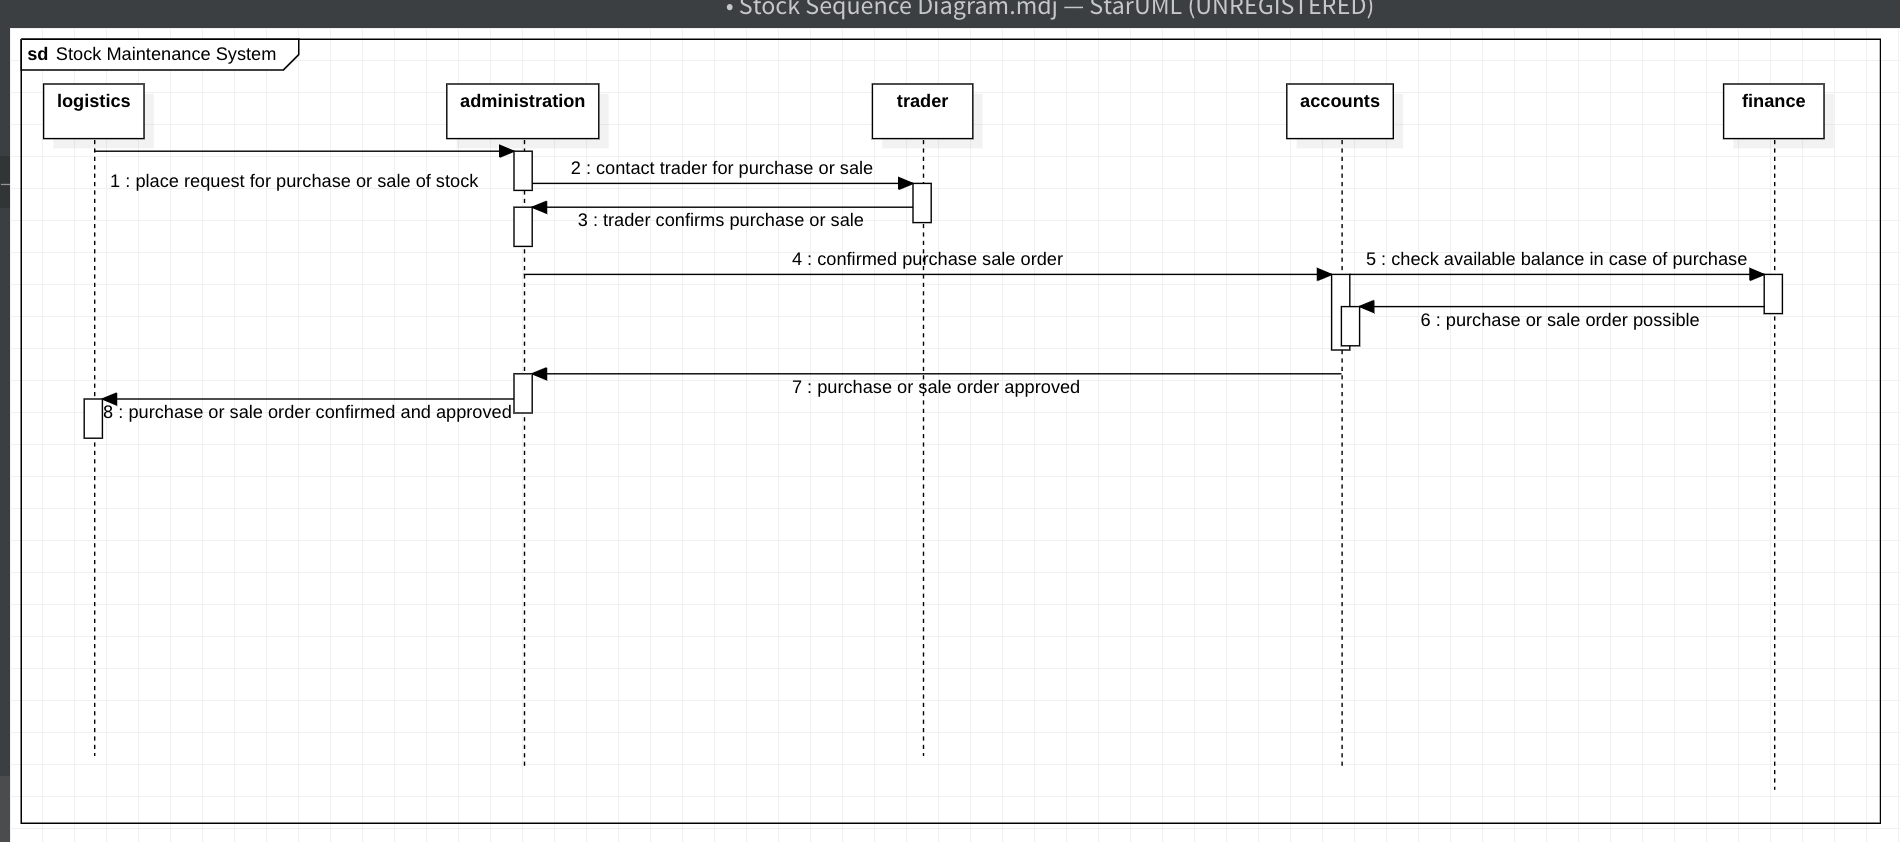 • Stock Sequence Diagram.mdj — StarUML (UNREGISTERED)
sd Stock Maintenance System
logistics
administration
trader
accounts
finance
1 : place request for purchase or sale of stock
2 : contact trader for purchase or sale
3 : trader confirms purchase or sale
4 : confirmed purchase sale order
5 : check available balance in case of purchase
6 : purchase or sale order possible
7 : purchase or sale order approved
8 : purchase or sale order confirmed and approved